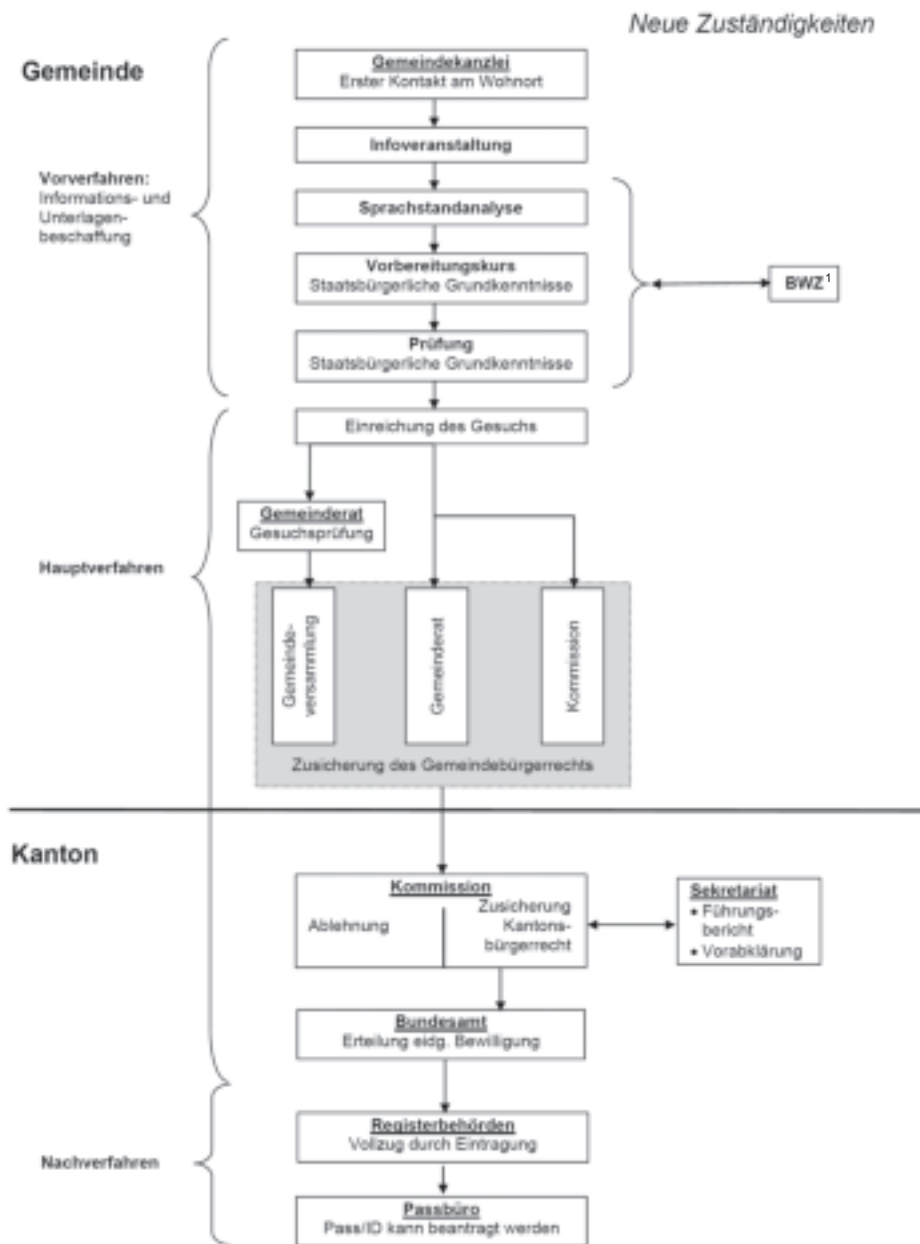 Neue Zuständigkeiten
Gemeinde
Gemeindekanzlei
Erster Kontakt am Wohnort
Infoveranstaltung
Vorverfahren:
Informations- und
Unterlagen-
beschaffung
Sprachstandanalyse
Vorbereitungskurs
Staatsbürgerliche Grundkenntnisse
BWZ¹
Prüfung
Staatsbürgerliche Grundkenntnisse
Einreichung des Gesuchs
Gemeinderat
Gesuchsprüfung
Hauptverfahren
Gemeinde-
versammlung
Gemeinderat
Kommission
Zusicherung des Gemeindebürgerrechts
Kanton
Kommission
Ablehnung
Zusicherung
Kantons-
bürgerrecht
Sekretariat
• Führungs-
bericht
• Vorabklärung
Bundesamt
Erteilung eidg. Bewilligung
Registerbehörden
Vollzug durch Eintragung
Nachverfahren
Passbüro
Pass/ID kann beantragt werden